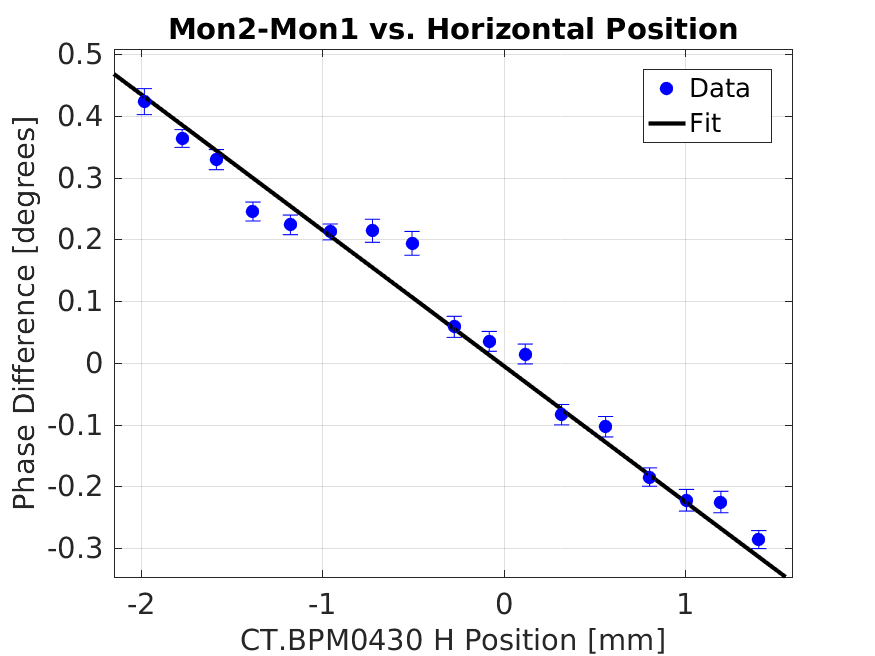 Mon2-Mon1 vs. Horizontal Position
Phase Difference [degrees]
0.5
0.4
0.3
0.2
0.1
0
-0.1
-0.2
-0.3
Data
Fit
-2 -1 0 1
CT.BPM0430 H Position [mm]